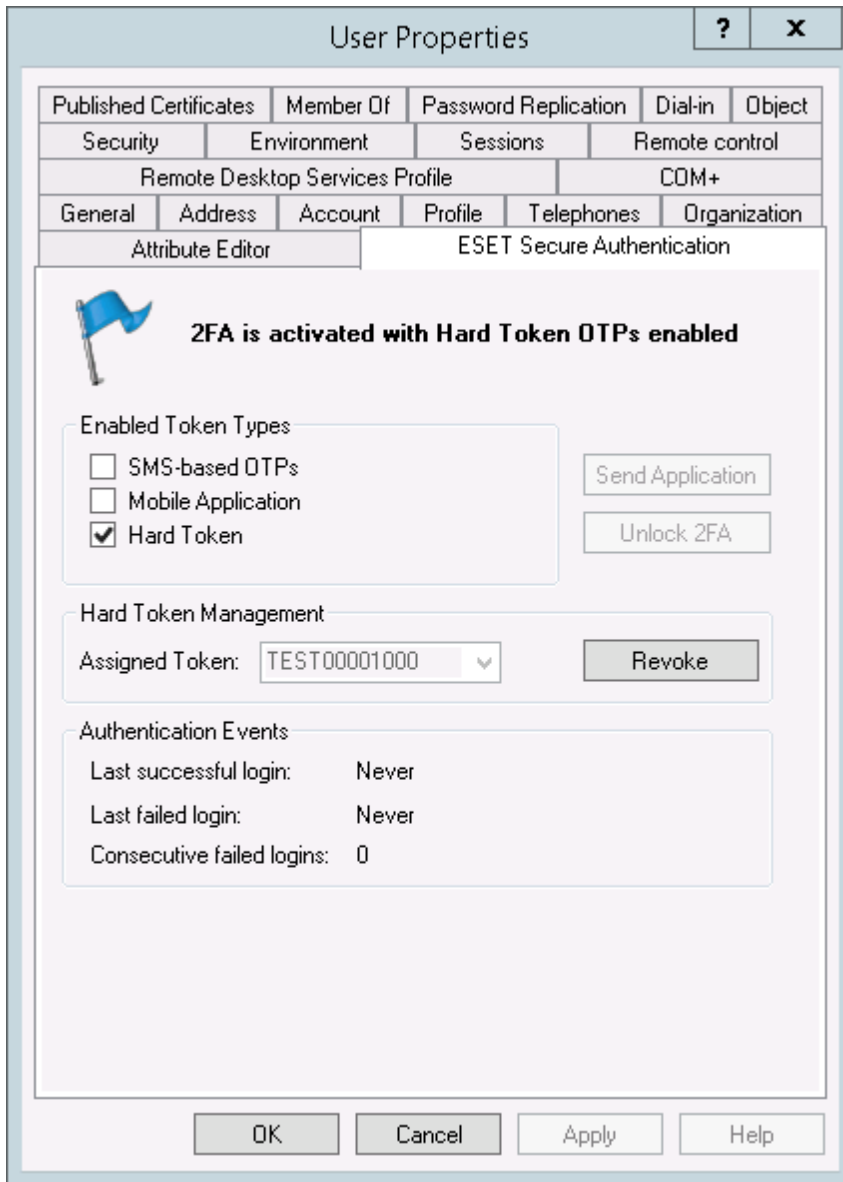 User Properties
? x
Published Certificates Member Of Password Replication Dial-in Object
Security Environment Sessions Remote control
Remote Desktop Services Profile COM+
General Address Account Profile Telephones Organization
Attribute Editor ESET Secure Authentication
2FA is activated with Hard Token OTPs enabled
Enabled Token Types
SMS-based OTPs
Send Application
Mobile Application
Hard Token
Unlock 2FA
Hard Token Management
Assigned Token: TEST00001000 Revoke
Authentication Events
Last successful login: Never
Last failed login: Never
Consecutive failed logins: 0
OK Cancel Apply Help